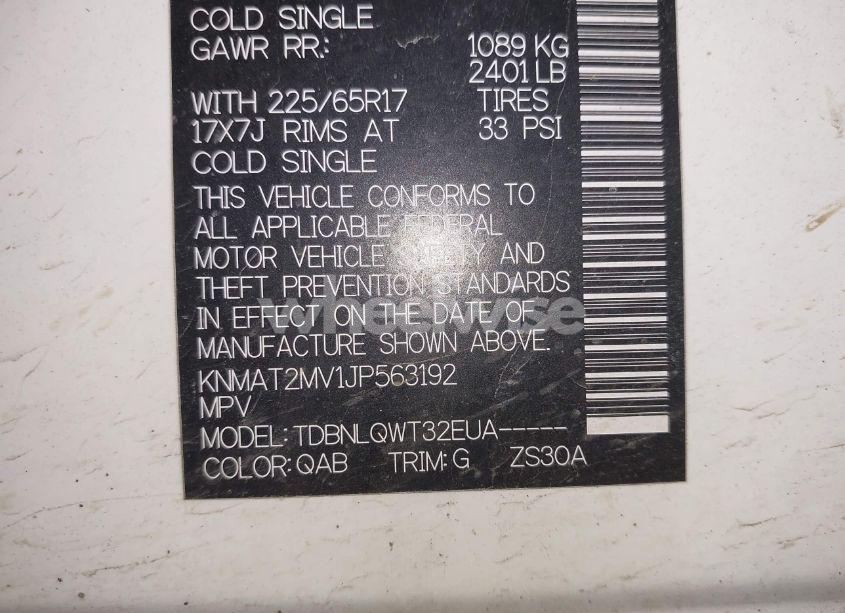 COLD SINGLE
GAWR RR.: 1089 KG
2401 LB
WITH 225/65R17 TIRES
17X7J RIMS AT 33 PSI
COLD SINGLE
THIS VEHICLE CONFORMS TO
ALL APPLICABLE FEDERAL
MOTOR VEHICLE SAFETY AND
THEFT PREVENTION STANDARDS
IN EFFECT ON THE DATE OF
MANUFACTURE SHOWN ABOVE.
wheelwise
KNMAT2MV1JP563192
MPV
MODEL: TDBNLQWT32EUA-----
COLOR: QAB TRIM: G ZS30A